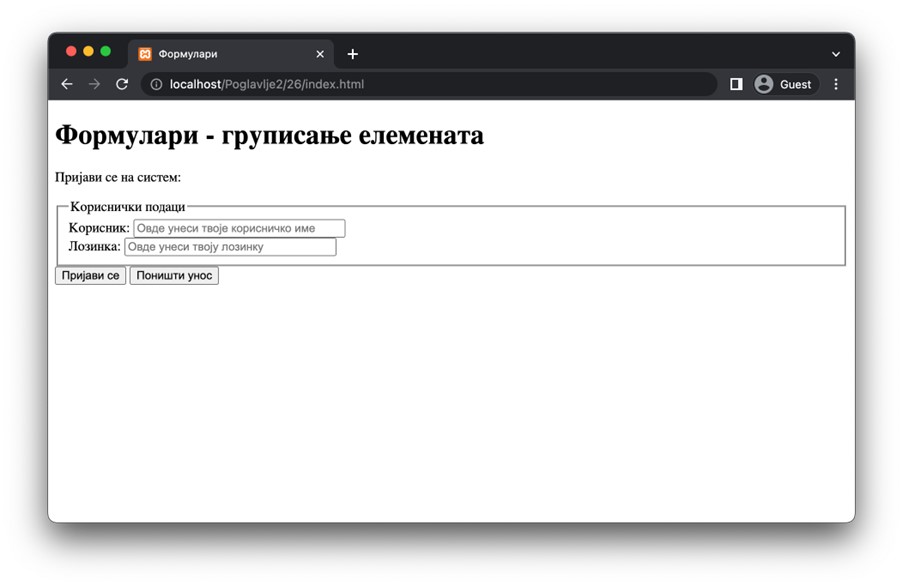 Формулари
localhost/Poglavlje2/26/index.html
Guest
Формулари - груписање елемената
Пријави се на систем:
Кориснички подаци
Корисник: Овде унеси твоје корисничко име
Лозинка: Овде унеси твоју лозинку
Пријави се Поништи унос